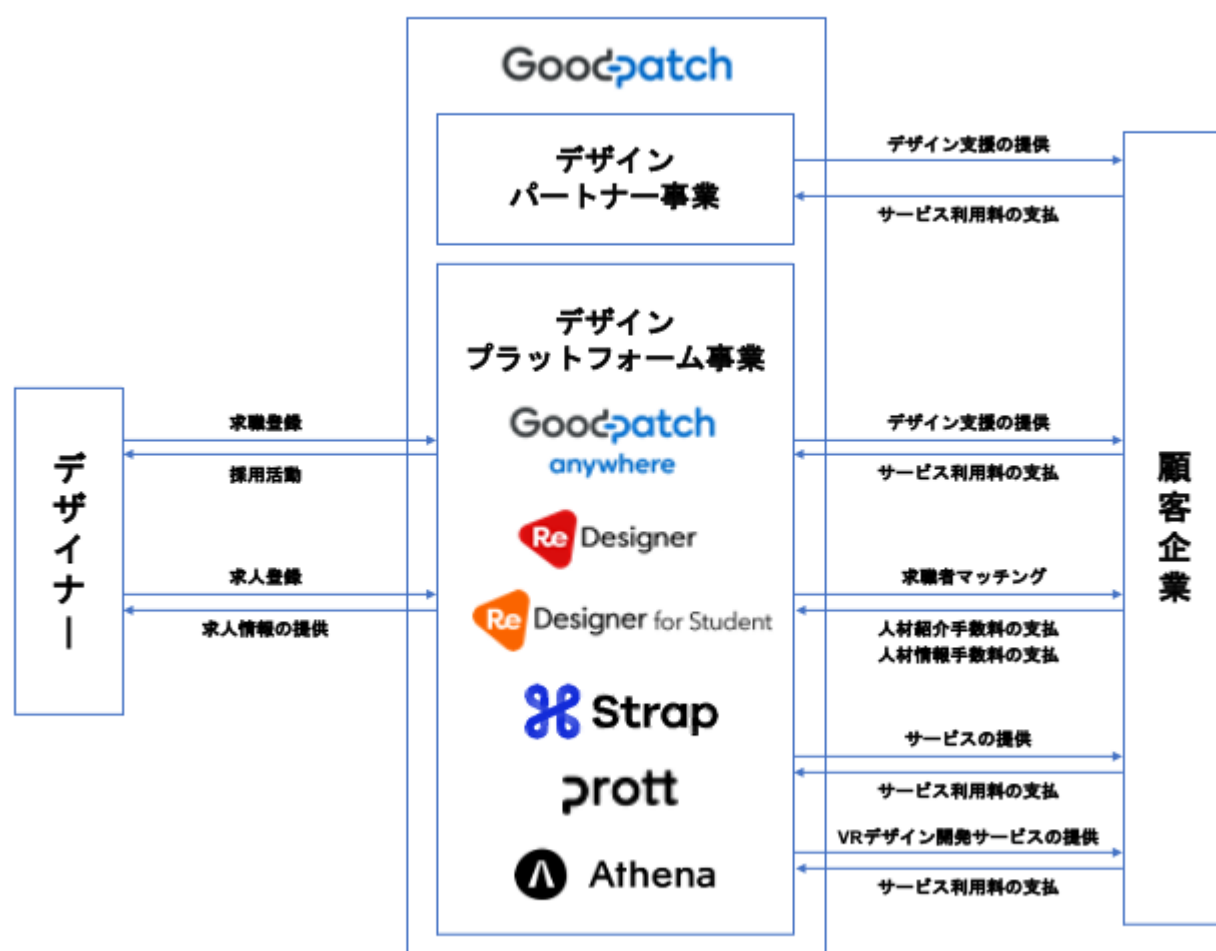 Goodpatch
デザイン
パートナー事業
デザイン支援の提供
サービス利用料の支払
デザイン
プラットフォーム事業
Goodpatch
anywhere
求職登録
採用活動
デザイン支援の提供
サービス利用料の支払
デザイナー
顧客企業
Re Designer
求人登録
求人情報の提供
求職者マッチング
人材紹介手数料の支払
人材情報手数料の支払
Re Designer for Student
Strap
サービスの提供
サービス利用料の支払
prott
VRデザイン開発サービスの提供
サービス利用料の支払
Athena